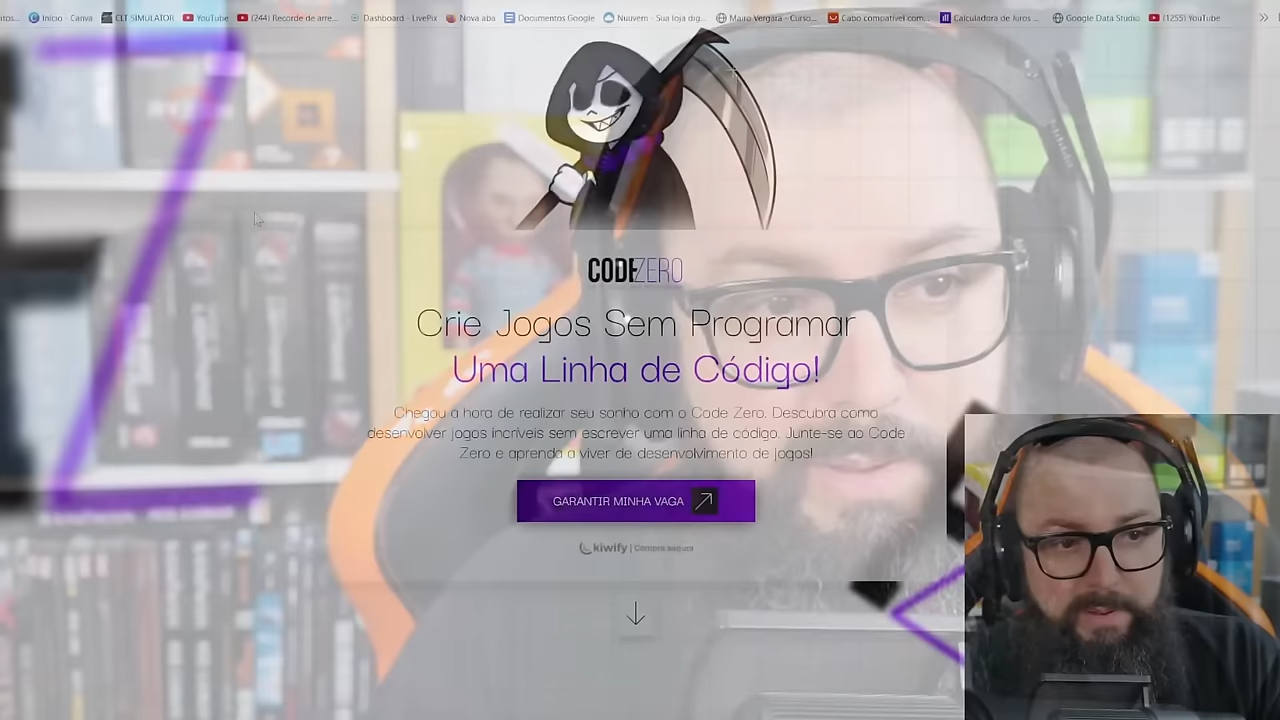 Início - Canva
CLT SIMULATOR
YouTube
(244) Recorde de arre...
Dashboard - LivePix
Nova aba
Documentos Google
Nuuvem - Sua loja dig...
Mairo Vergara - Curso...
Cabo compatível com...
Calculadora de Juros ...
Google Data Studio
(1255) YouTube
CODEZERO
Crie Jogos Sem Programar
Uma Linha de Código!
Chegou a hora de realizar seu sonho com o Code Zero. Descubra como
desenvolver jogos incríveis sem escrever uma linha de código. Junte-se ao Code
Zero e aprenda a viver de desenvolvimento de jogos!
GARANTIR MINHA VAGA
kiwify | Compra segura